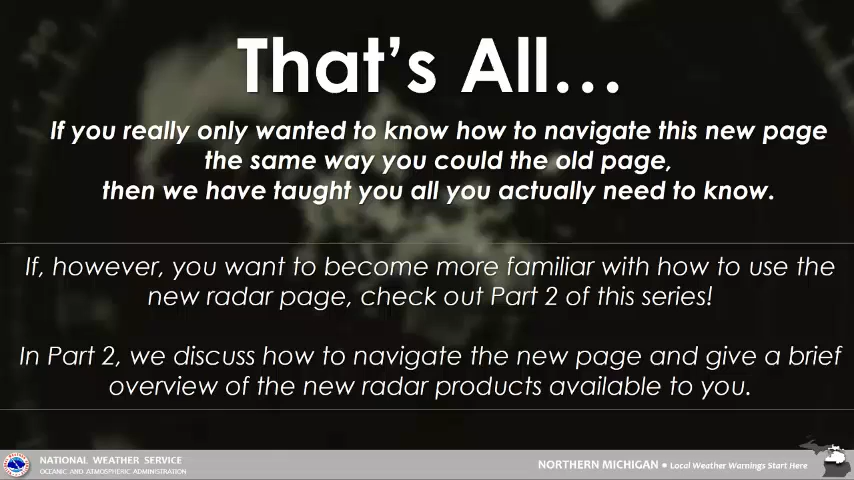 That's All...
If you really only wanted to know how to navigate this new page
the same way you could the old page,
then we have taught you all you actually need to know.
If, however, you want to become more familiar with how to use the
new radar page, check out Part 2 of this series!
In Part 2, we discuss how to navigate the new page and give a brief
overview of the new radar products available to you.
NATIONAL WEATHER SERVICE
OCEANIC AND ATMOSPHERIC ADMINISTRATION
NORTHERN MICHIGAN • Local Weather Warnings Start Here